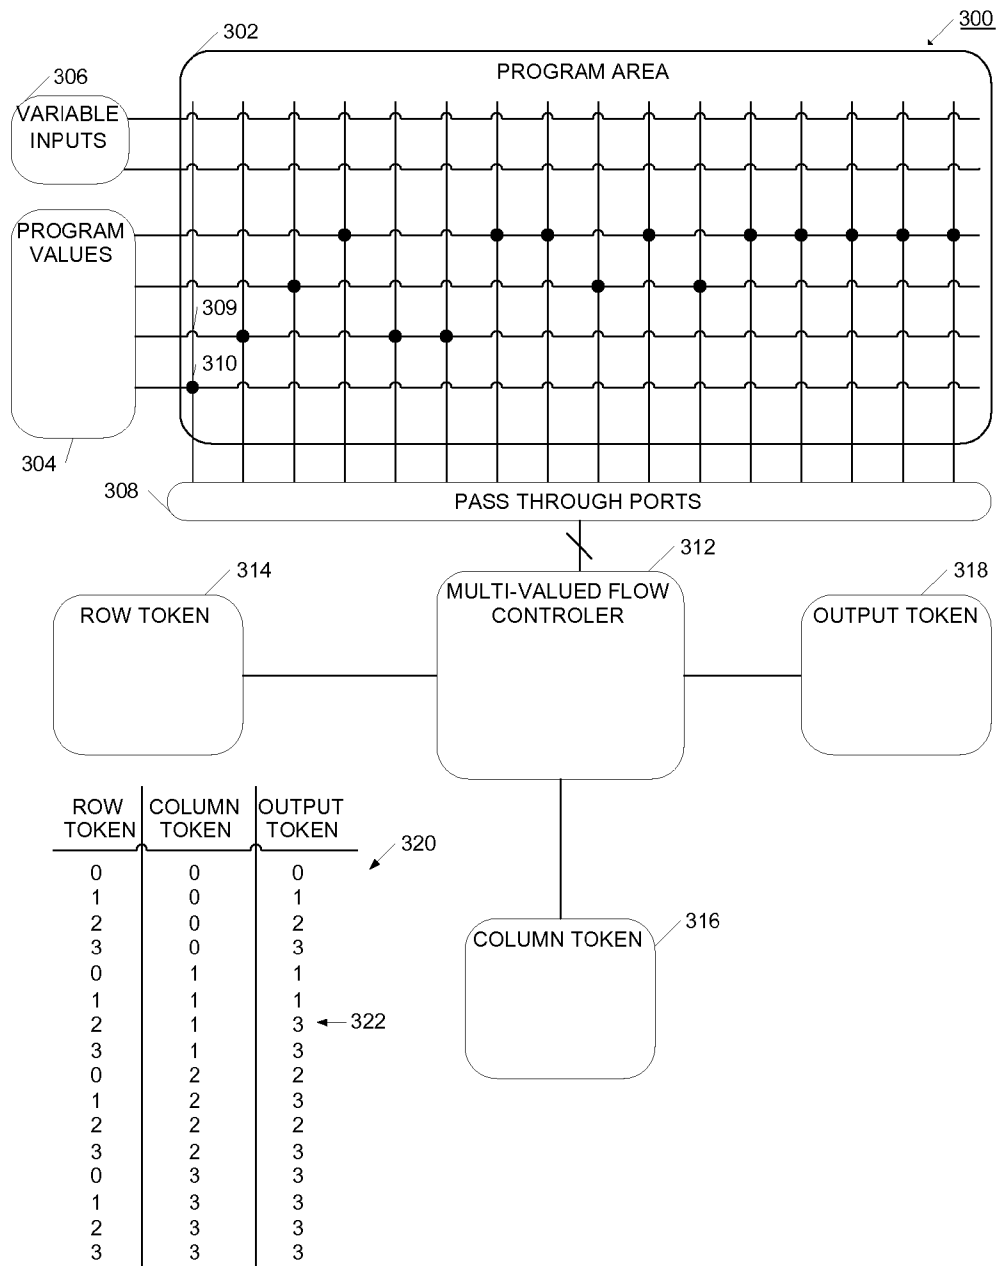 300
302
PROGRAM AREA
306
VARIABLE
INPUTS
PROGRAM
VALUES
309
310
304
308
PASS THROUGH PORTS
312
MULTI-VALUED FLOW
CONTROLER
314
ROW TOKEN
318
OUTPUT TOKEN
316
COLUMN TOKEN
ROW TOKEN COLUMN TOKEN OUTPUT TOKEN
320
0 0 0
1 0 1
2 0 2
3 0 3
0 1 1
1 1 1
2 1 3 322
3 1 3
0 2 2
1 2 3
2 2 2
3 2 3
0 3 3
1 3 3
2 3 3
3 3 3